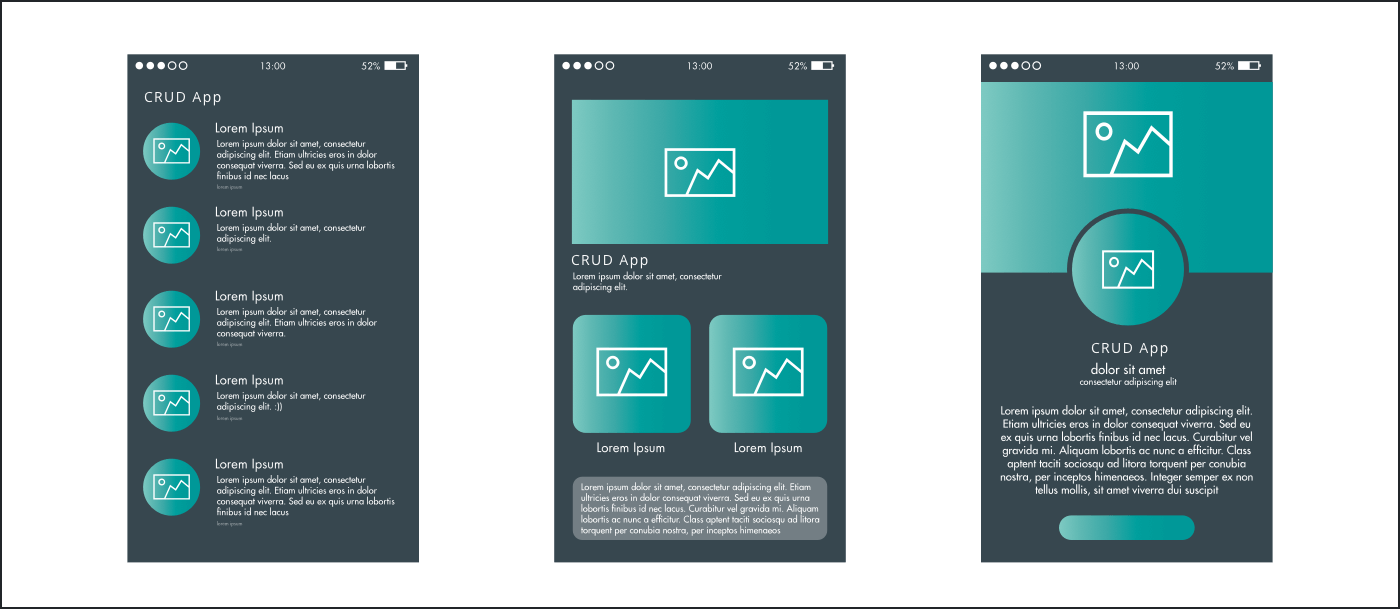 13:00
52%
CRUD App
Lorem Ipsum
Lorem ipsum dolor sit amet, consectetur
adipiscing elit. Etiam ultricies eros in dolor
consequat viverra. Sed eu ex quis urna lobortis
finibus id nec lacus
lorem ipsum
Lorem Ipsum
Lorem ipsum dolor sit amet, consectetur
adipiscing elit.
lorem ipsum
Lorem Ipsum
Lorem ipsum dolor sit amet, consectetur
adipiscing elit. Etiam ultricies eros in dolor
consequat viverra.
lorem ipsum
Lorem Ipsum
Lorem ipsum dolor sit amet, consectetur
adipiscing elit. :))
lorem ipsum
Lorem Ipsum
Lorem ipsum dolor sit amet, consectetur
adipiscing elit. Etiam ultricies eros in dolor
consequat viverra. Sed eu ex quis urna lobortis
finibus id nec lacus
lorem ipsum
13:00
52%
CRUD App
Lorem ipsum dolor sit amet, consectetur
adipiscing elit.
Lorem Ipsum
Lorem Ipsum
Lorem ipsum dolor sit amet, consectetur adipiscing elit. Etiam
ultricies eros in dolor consequat viverra. Sed eu ex quis urna
lobortis finibus id nec lacus. Curabitur vel gravida mi. Aliquam
lobortis ac nunc a efficitur. Class aptent taciti sociosqu ad litora
torquent per conubia nostra, per inceptos himenaeos
13:00
52%
CRUD App
dolor sit amet
consectetur adipiscing elit
Lorem ipsum dolor sit amet, consectetur adipiscing elit.
Etiam ultricies eros in dolor consequat viverra. Sed eu
ex quis urna lobortis finibus id nec lacus. Curabitur vel
gravida mi. Aliquam lobortis ac nunc a efficitur. Class
aptent taciti sociosqu ad litora torquent per conubia
nostra, per inceptos himenaeos. Integer semper ex non
tellus mollis, sit amet viverra dui suscipit